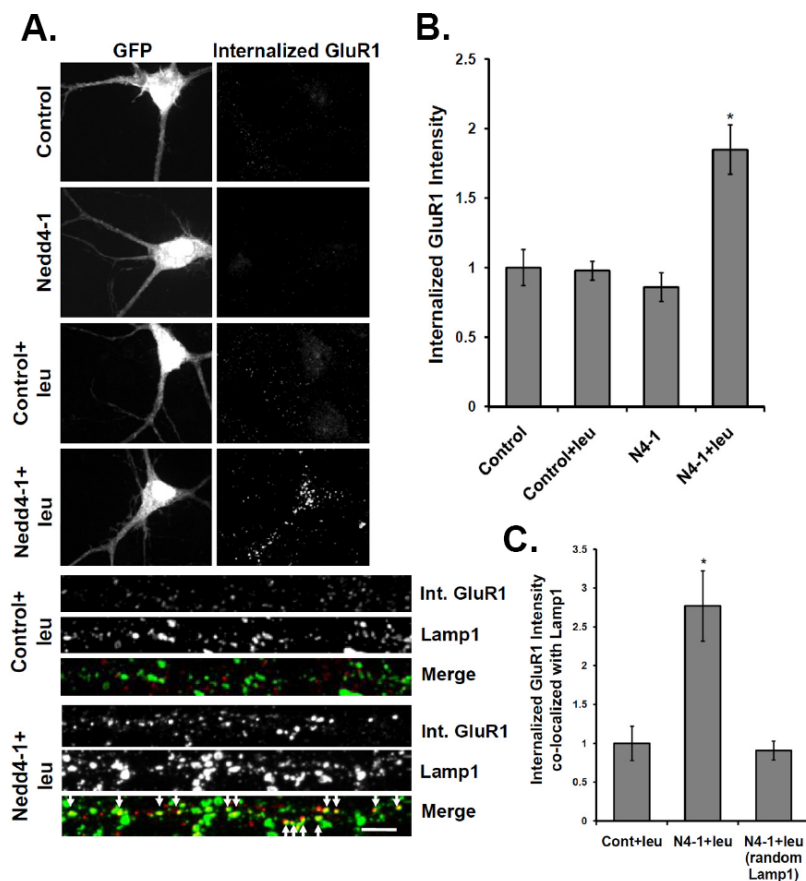 A.
GFP
Internalized GluR1
Control
Nedd4-1
Control+
leu
Nedd4-1+
leu
Control+
leu
Int. GluR1
Lamp1
Merge
Nedd4-1+
leu
Int. GluR1
Lamp1
Merge
B.
Internalized GluR1 Intensity
2.5
2
1.5
1
0.5
0
*
Control
Control+leu
N4-1
N4-1+leu
C.
Internalized GluR1 Intensity
co-localized with Lamp1
3.5
3
2.5
2
1.5
1
0.5
0
*
Cont+leu
N4-1+leu
N4-1+leu
(random
Lamp1)